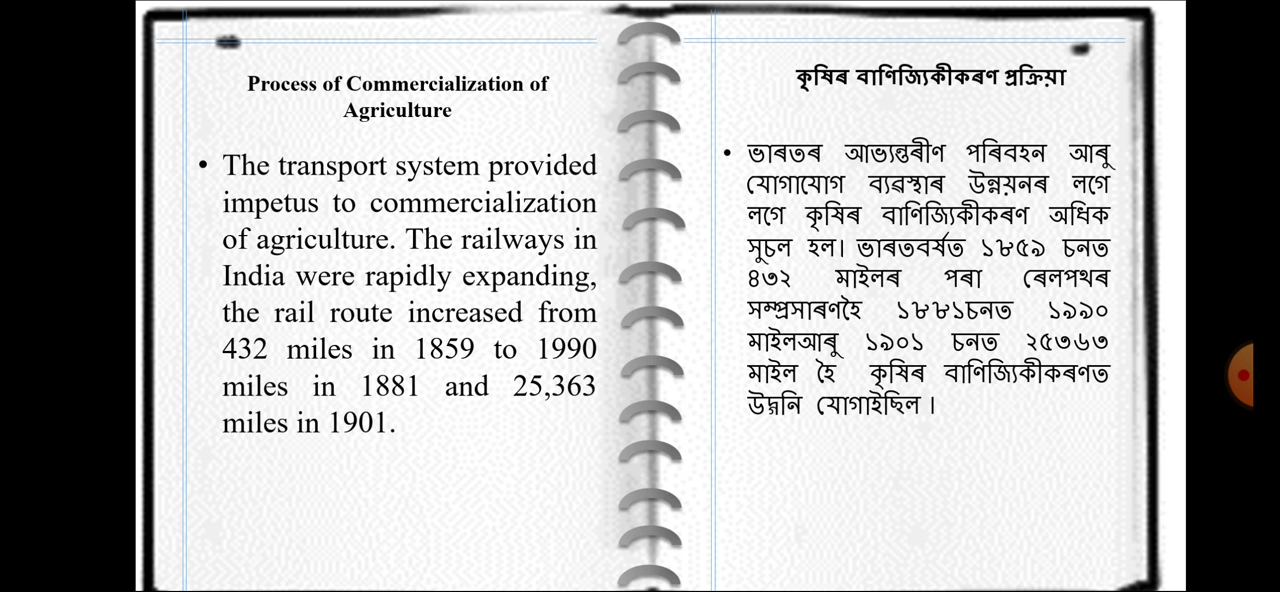 Process of Commercialization of
Agriculture
• The transport system provided
impetus to commercialization
of agriculture. The railways in
India were rapidly expanding,
the rail route increased from
432 miles in 1859 to 1990
miles in 1881 and 25,363
miles in 1901.
কৃষিৰ বাণিজ্যিকীকৰণ প্ৰক্ৰিয়া
• ভাৰতৰ আভ্যন্তৰীণ পৰিবহন আৰু
যোগাযোগ ব্যৱস্থাৰ উন্নয়নৰ লগে
লগে কৃষিৰ বাণিজ্যিকীকৰণ অধিক
সুচল হল। ভাৰতবৰ্ষত ১৮৫৯ চনত
৪৩২ মাইলৰ পৰা ৰেলপথৰ
সম্প্ৰসাৰণহৈ ১৮৮১চনত ১৯৯০
মাইলআৰু ১৯০১ চনত ২৫৩৬৩
মাইল হৈ কৃষিৰ বাণিজ্যিকীকৰণত
উদ্গনি যোগাইছিল ।